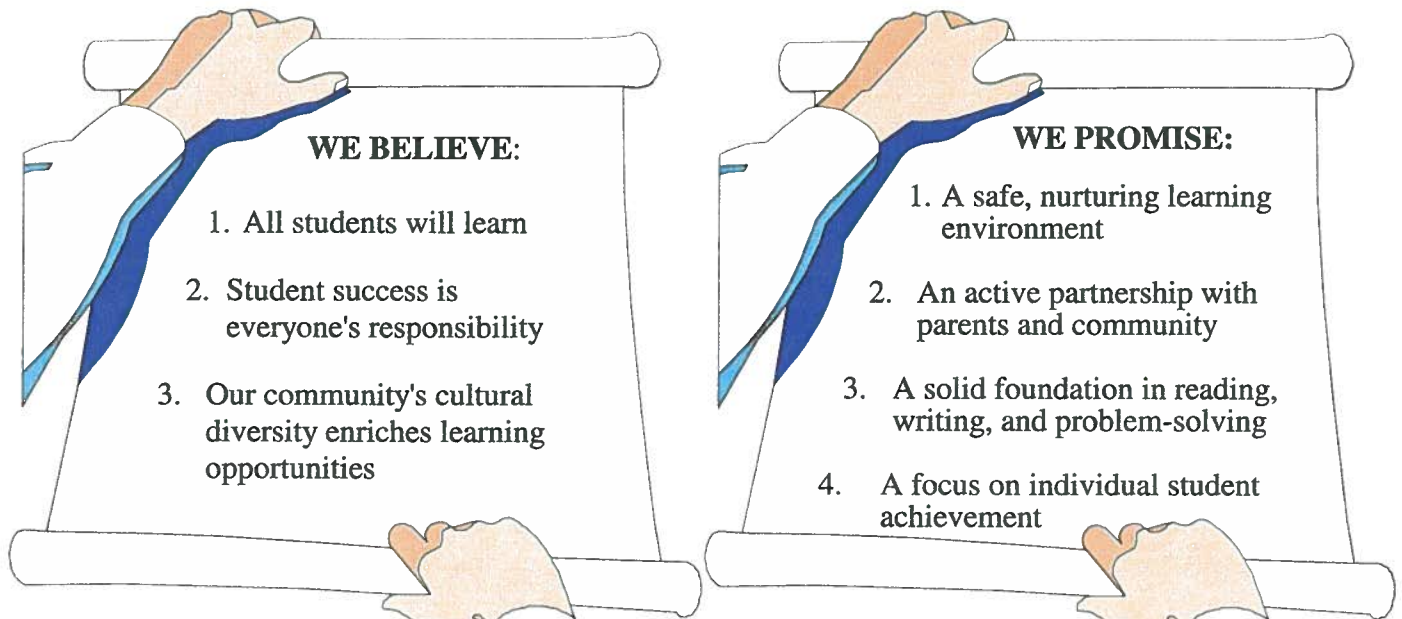 WE BELIEVE:
1. All students will learn
2. Student success is
everyone's responsibility
3. Our community's cultural
diversity enriches learning
opportunities
WE PROMISE:
1. A safe, nurturing learning
environment
2. An active partnership with
parents and community
3. A solid foundation in reading,
writing, and problem-solving
4. A focus on individual student
achievement